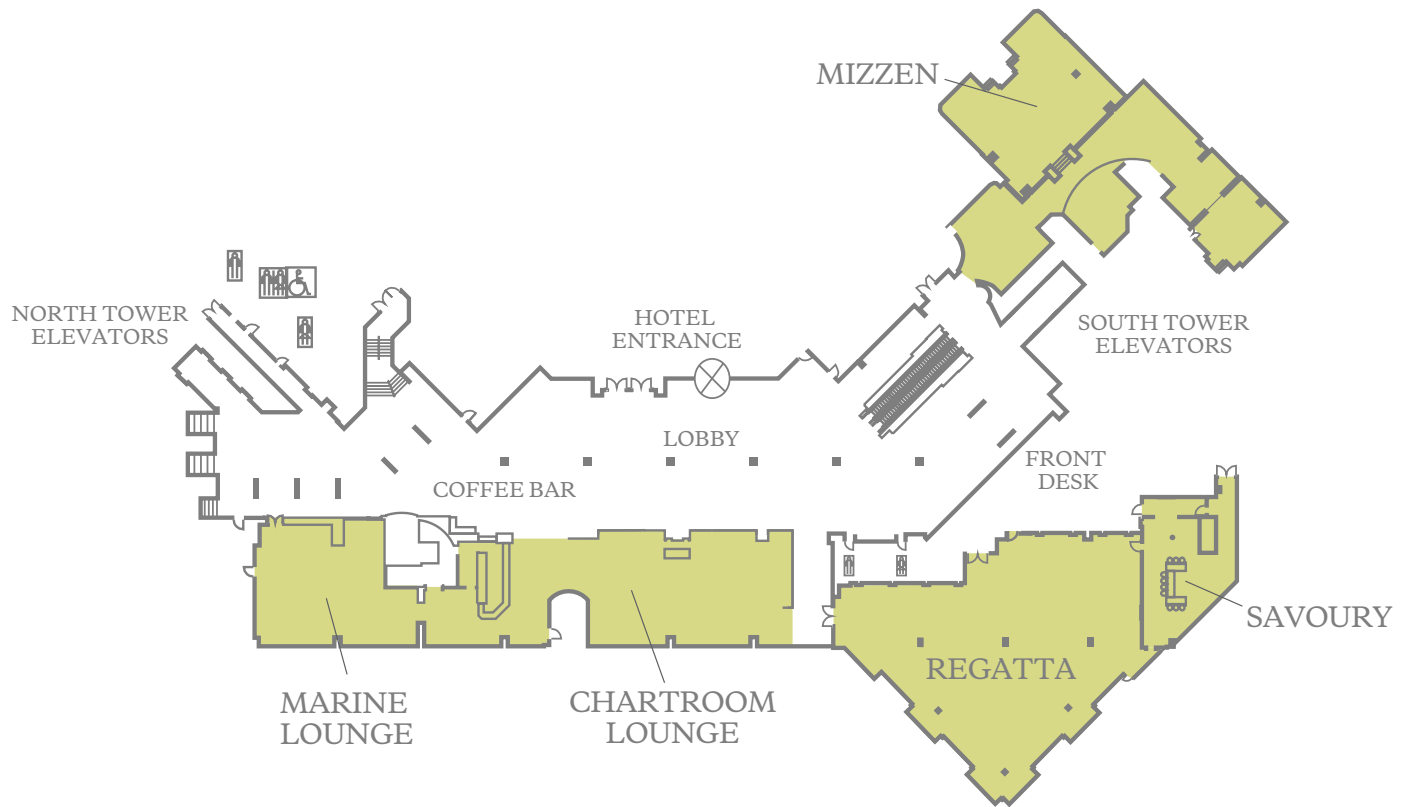 MIZZEN
NORTH TOWER
ELEVATORS
HOTEL
ENTRANCE
SOUTH TOWER
ELEVATORS
LOBBY
FRONT
DESK
COFFEE BAR
SAVOURY
REGATTA
MARINE
LOUNGE
CHARTROOM
LOUNGE